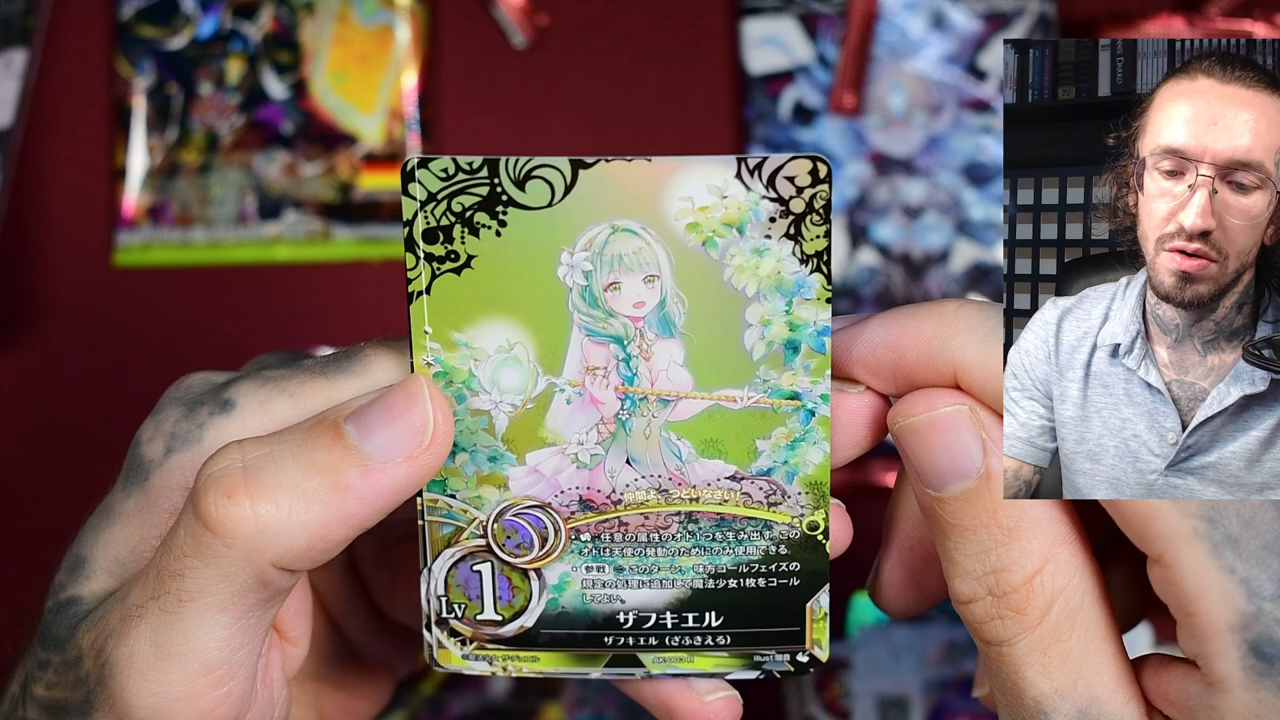 仲間よ、つどいなさい!
:任意の属性のオド1つを生み出す。この
オドは天使の発動のためにのみ使用できる。
・参戦 このターン、味方コールフェイズの
規定の処理に追加して魔法少女1枚をコール
してよい。
Lv 1
ザフキエル
ザフキエル(ざふきえる)